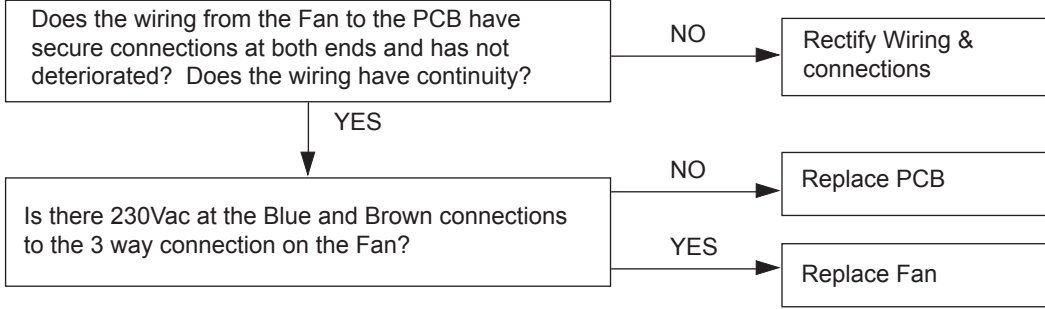 Does the wiring from the Fan to the PCB have
secure connections at both ends and has not
deteriorated? Does the wiring have continuity?
NO
Rectify Wiring &
connections
YES
Is there 230Vac at the Blue and Brown connections
to the 3 way connection on the Fan?
NO
Replace PCB
YES
Replace Fan